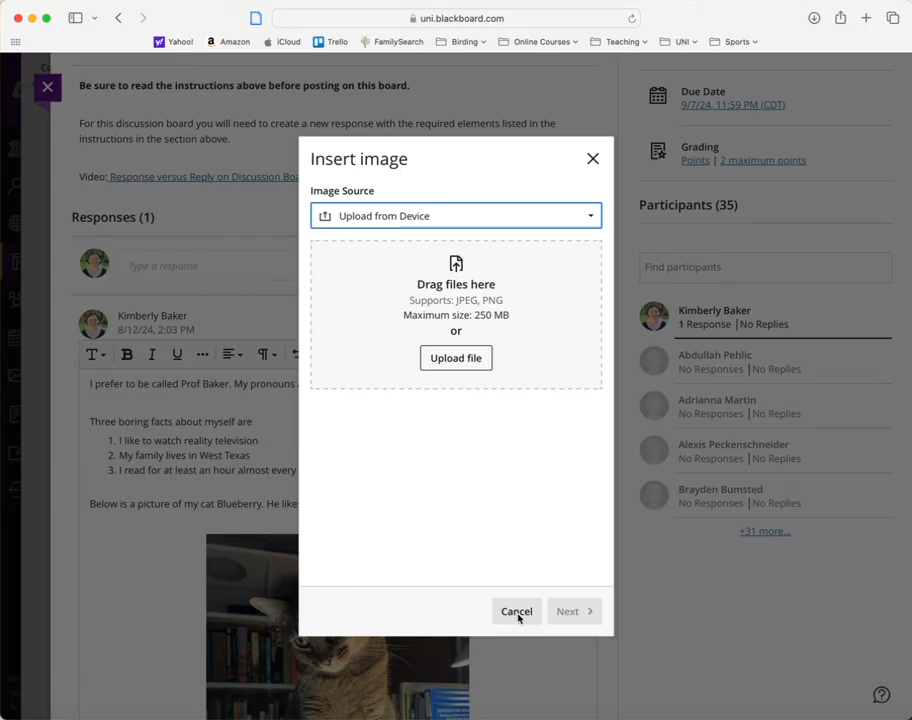 uni.blackboard.com
Yahoo!
Amazon
iCloud
Trello
FamilySearch
Birding
Online Courses
Teaching
UNI
Sports
Be sure to read the instructions above before posting on this board.
For this discussion board you will need to create a new response with the required elements listed in the
instructions in the section above.
Video: Response versus Reply on Discussion Boa
Responses (1)
Type a response
Kimberly Baker
8/12/24, 2:03 PM
I prefer to be called Prof Baker. My pronouns
Three boring facts about myself are
1. I like to watch reality television
2. My family lives in West Texas
3. I read for at least an hour almost every
Below is a picture of my cat Blueberry. He like
Insert image
Image Source
Upload from Device
Drag files here
Supports: JPEG, PNG
Maximum size: 250 MB
or
Upload file
Cancel
Next
Due Date
9/7/24, 11:59 PM (CDT)
Grading
Points | 2 maximum points
Participants (35)
Find participants
Kimberly Baker
1 Response | No Replies
Abdullah Pehlic
No Responses | No Replies
Adrianna Martin
No Responses | No Replies
Alexis Peckenschneider
No Responses | No Replies
Brayden Bumsted
No Responses | No Replies
+31 more...